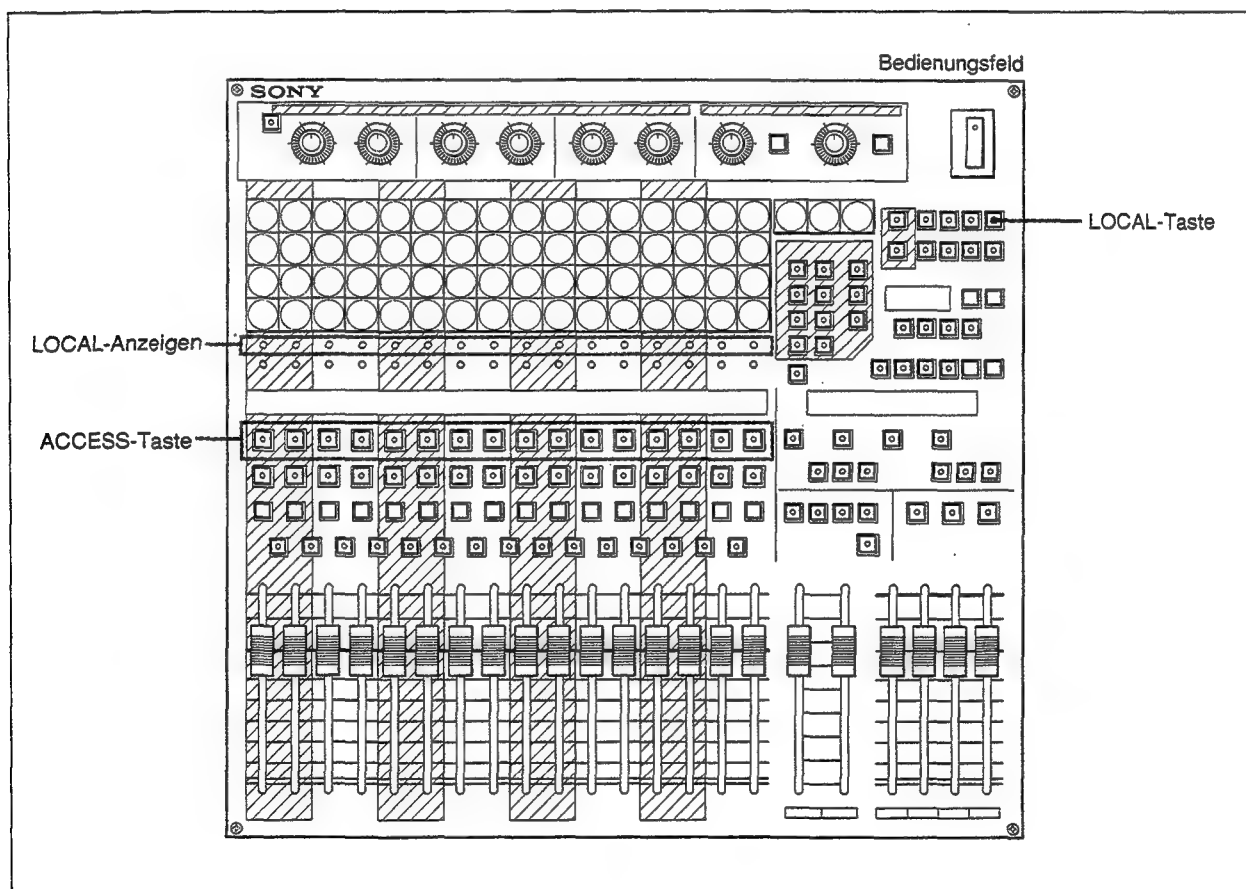 Bedienungsfeld
SONY
LOCAL-Taste
LOCAL-Anzeigen
ACCESS-Taste